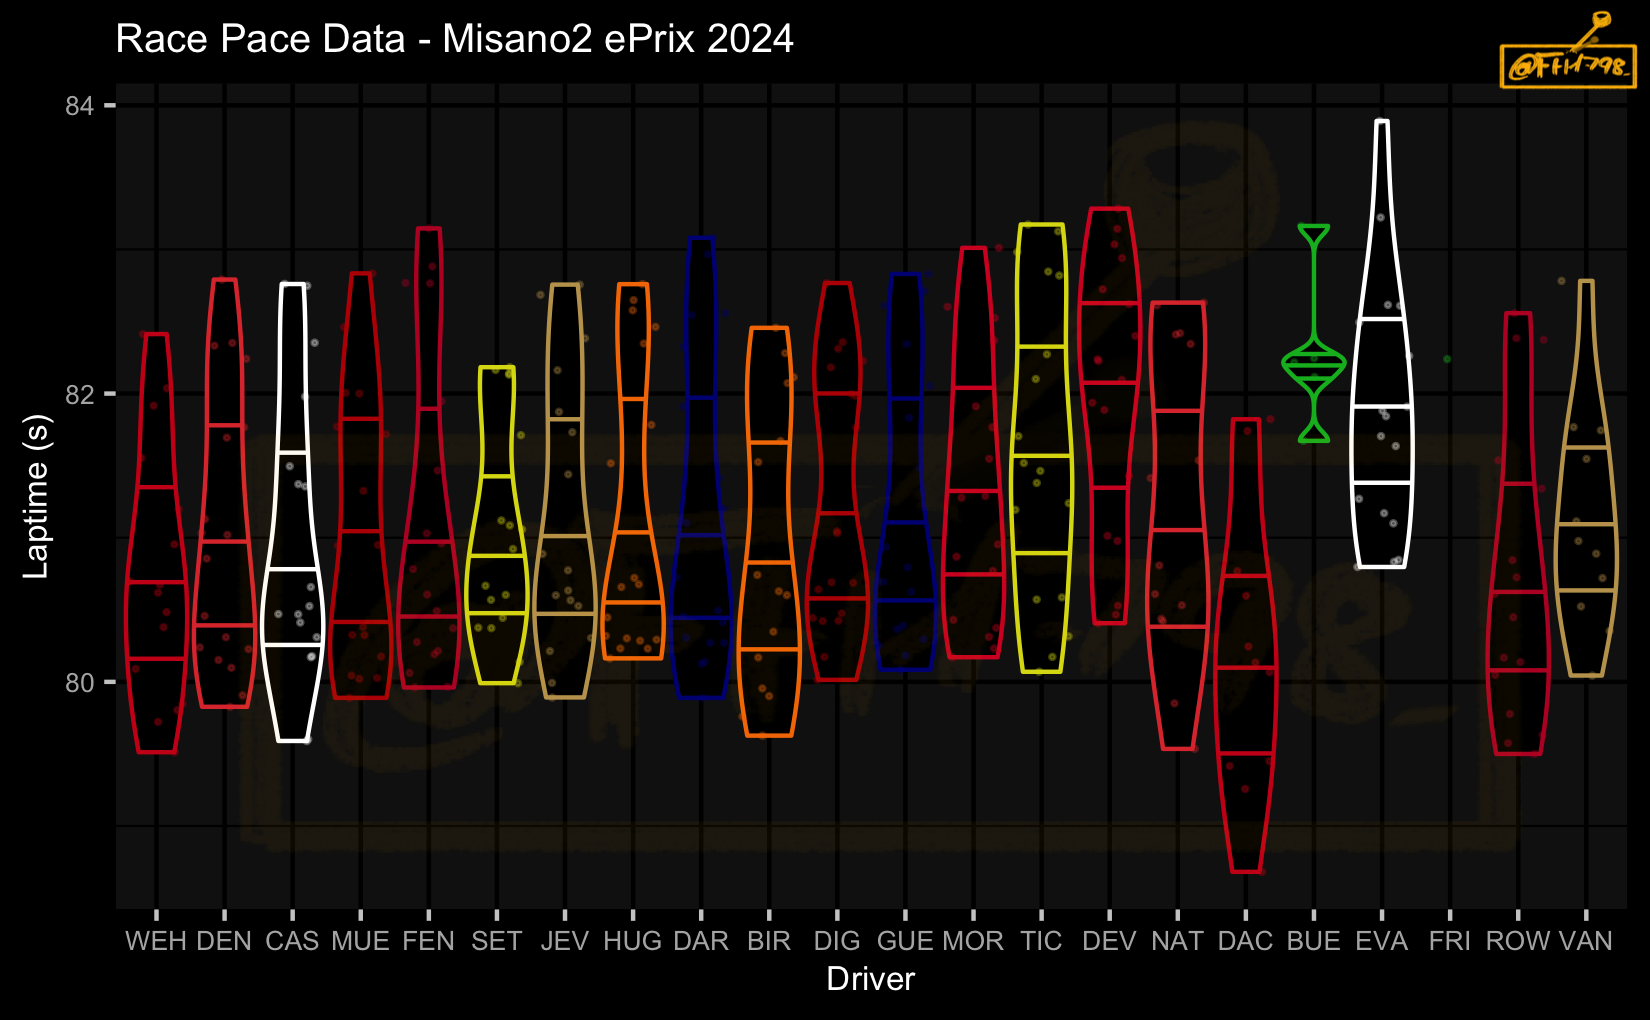 Race Pace Data - Misano2 ePrix 2024
84
82
80
Laptime (s)
WEH DEN CAS MUE FEN SET JEV HUG DAR BIR DIG GUE MOR TIC DEV NAT DAC BUE EVA FRI ROW VAN
Driver